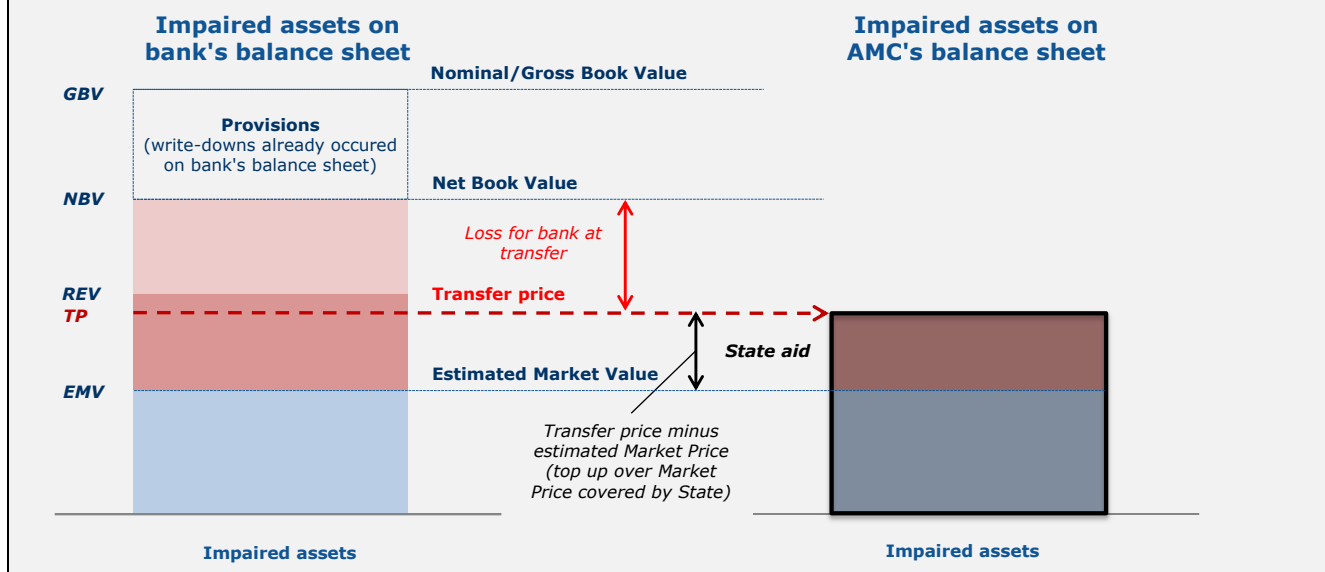 Impaired assets on
bank's balance sheet
Impaired assets on
AMC's balance sheet
Nominal/Gross Book Value
GBV
Provisions
(write-downs already occured
on bank's balance sheet)
Net Book Value
NBV
Loss for bank at
transfer
REV
Transfer price
TP
State aid
Estimated Market Value
EMV
Transfer price minus
estimated Market Price
(top up over Market
Price covered by State)
Impaired assets
Impaired assets